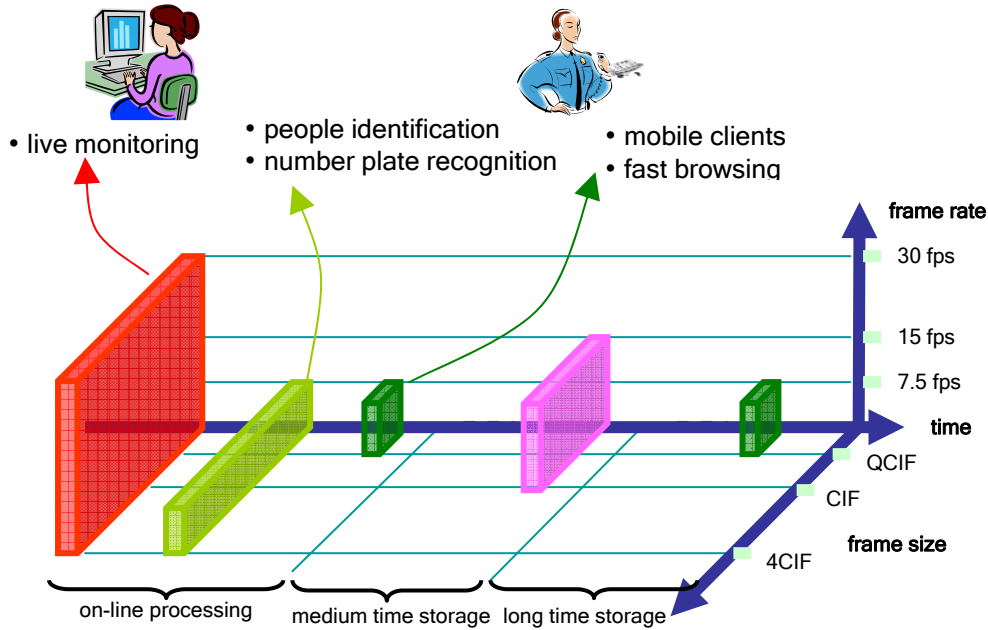 • live monitoring
• people identification
• number plate recognition
• mobile clients
• fast browsing
frame rate
30 fps
15 fps
7.5 fps
time
QCIF
CIF
4CIF
frame size
on-line processing
medium time storage
long time storage